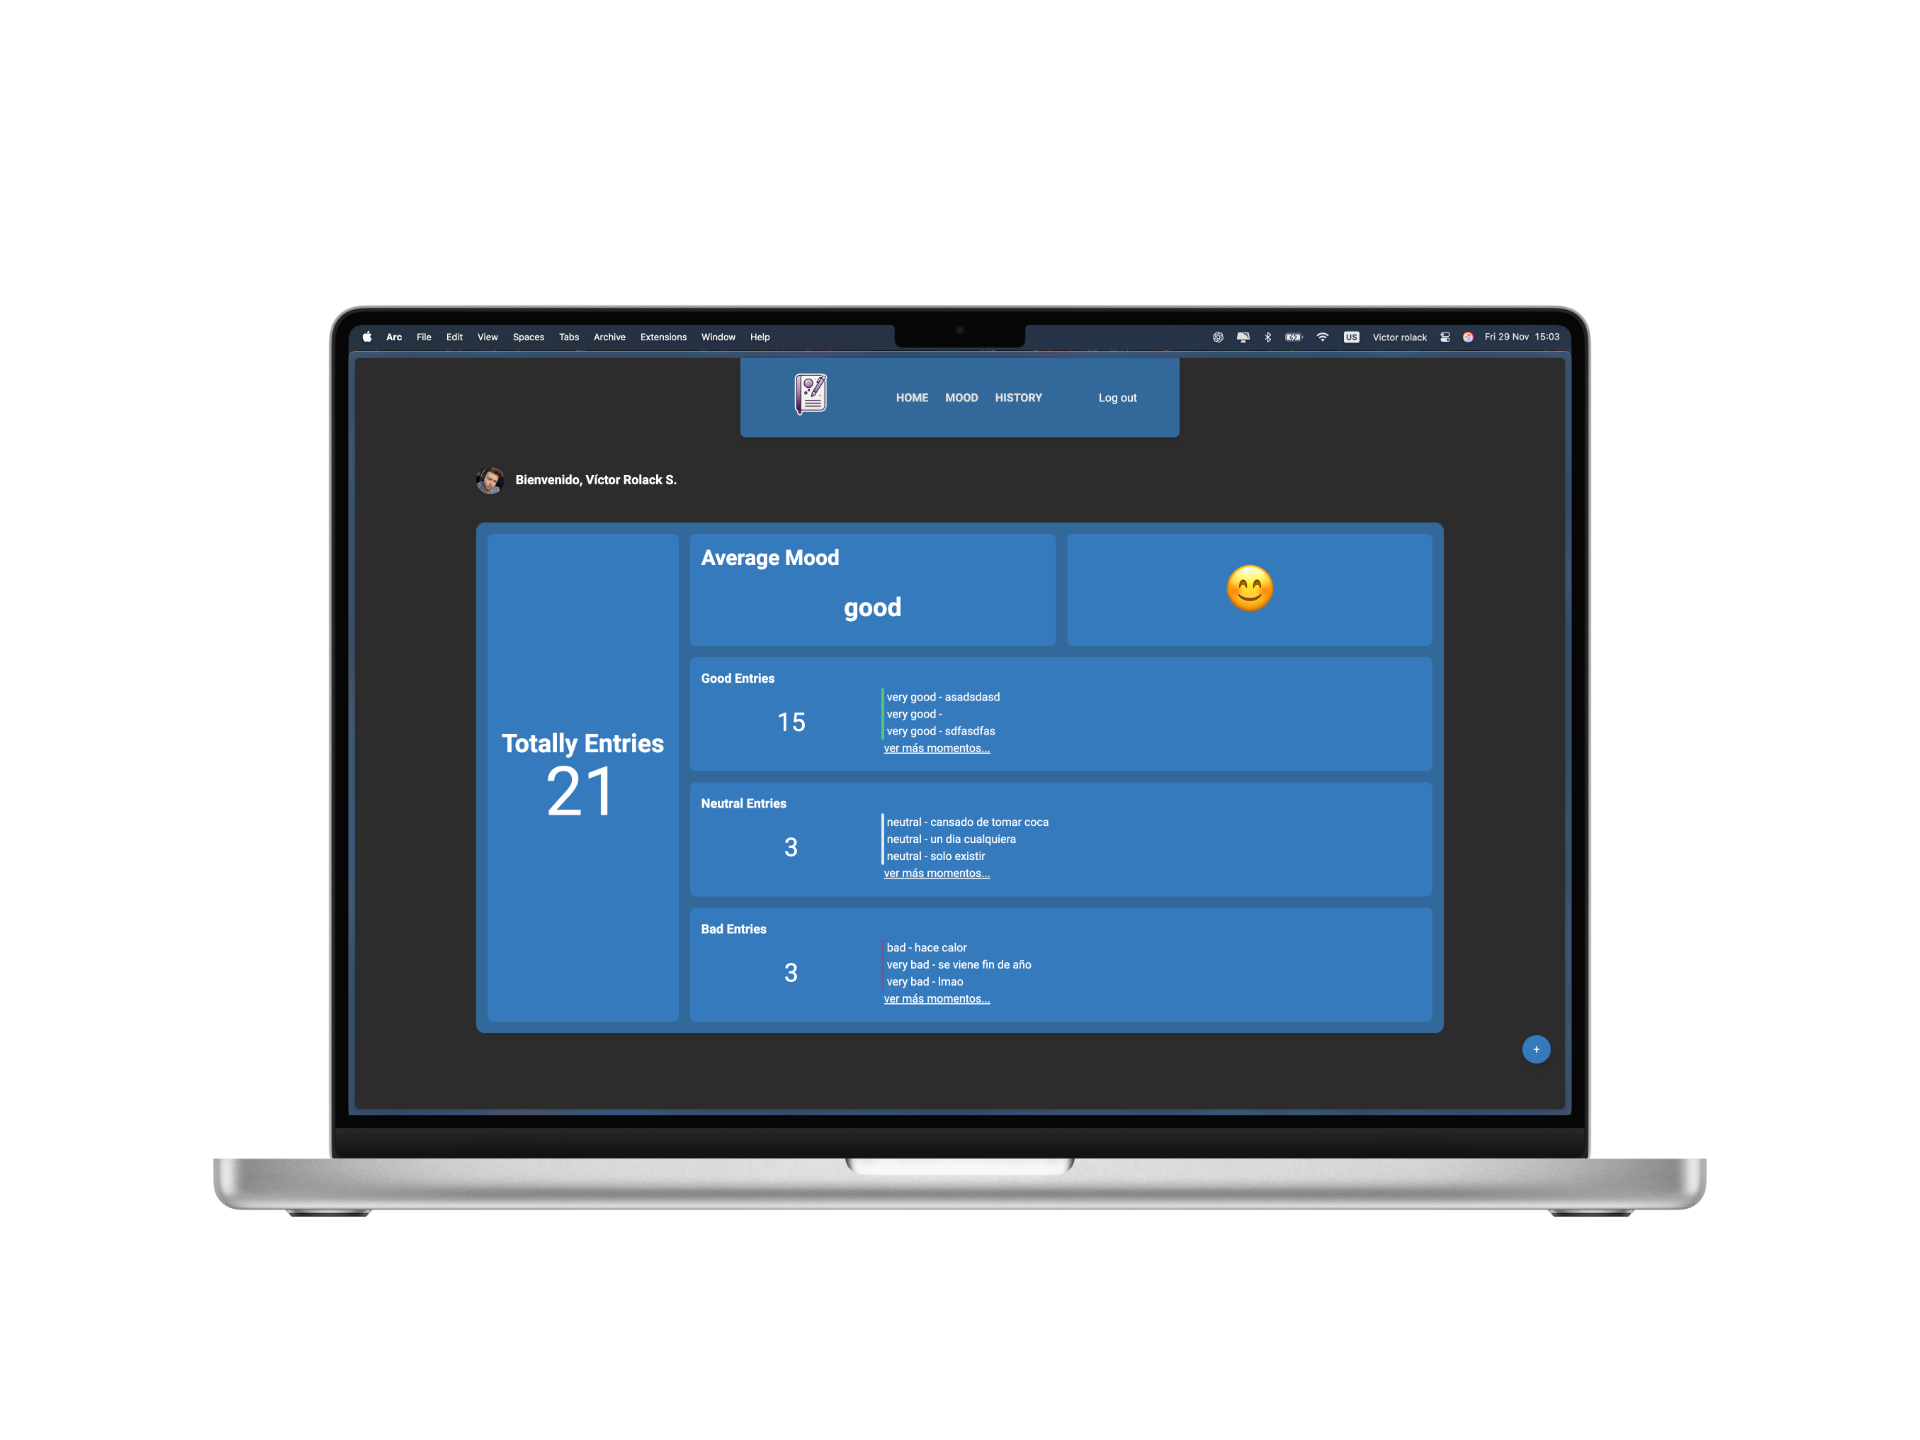 Arc File Edit View Spaces Tabs Archive Extensions Window Help
US Victor rolack Fri 29 Nov 15:03
HOME MOOD HISTORY Log out
Bienvenido, Víctor Rolack S.
Totally Entries
21
Average Mood
good
Good Entries
15
very good - asadsdasd
very good -
very good - sdfasdfas
ver más momentos...
Neutral Entries
3
neutral - cansado de tomar coca
neutral - un dia cualquiera
neutral - solo existir
ver más momentos...
Bad Entries
3
bad - hace calor
very bad - se viene fin de año
very bad - lmao
ver más momentos...
+